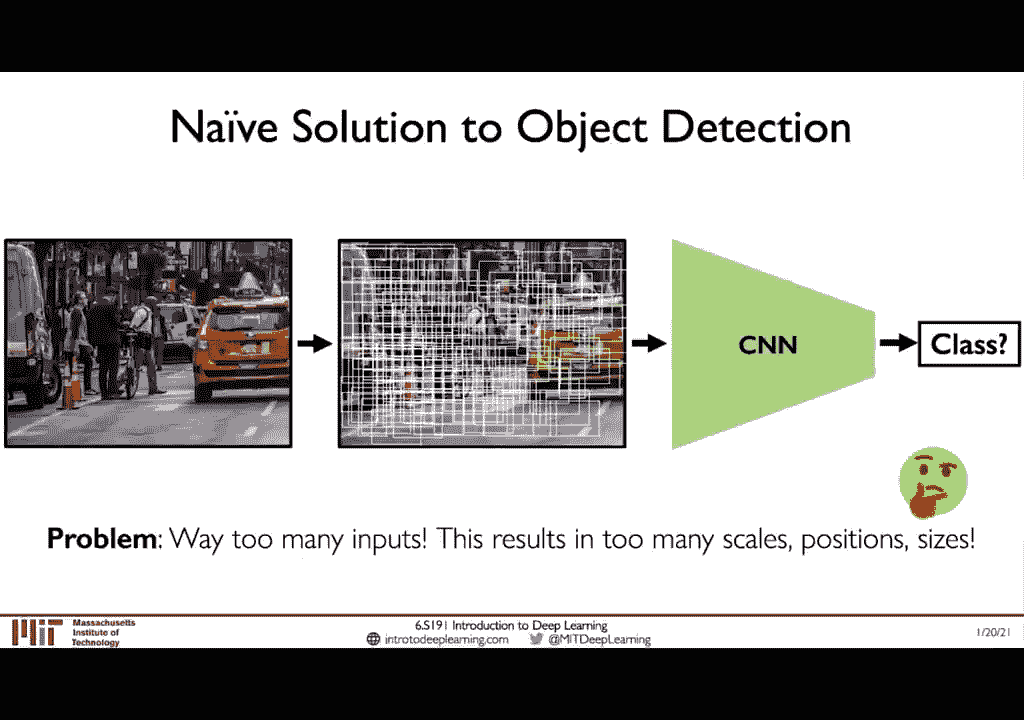 Naïve Solution to Object Detection
CNN
Class?
Problem: Way too many inputs! This results in too many scales, positions, sizes!
Massachusetts
Institute of
Technology
6.S191 Introduction to Deep Learning
introtodeeplearning.com @MITDeepLearning
1/20/21